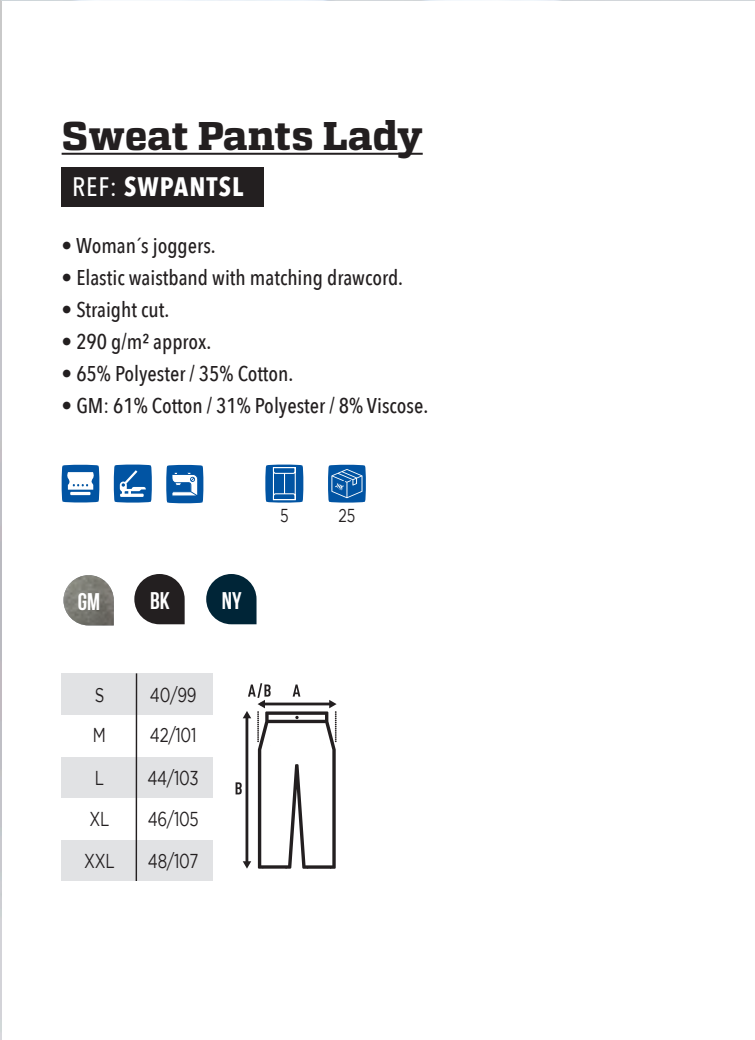 Sweat Pants Lady
REF: SWPANTSL
• Woman´s joggers.
• Elastic waistband with matching drawcord.
• Straight cut.
• 290 g/m² approx.
• 65% Polyester / 35% Cotton.
• GM: 61% Cotton / 31% Polyester / 8% Viscose.
5 25
GM BK NY
A/B A
S 40/99
M 42/101
L 44/103
B
XL 46/105
XXL 48/107